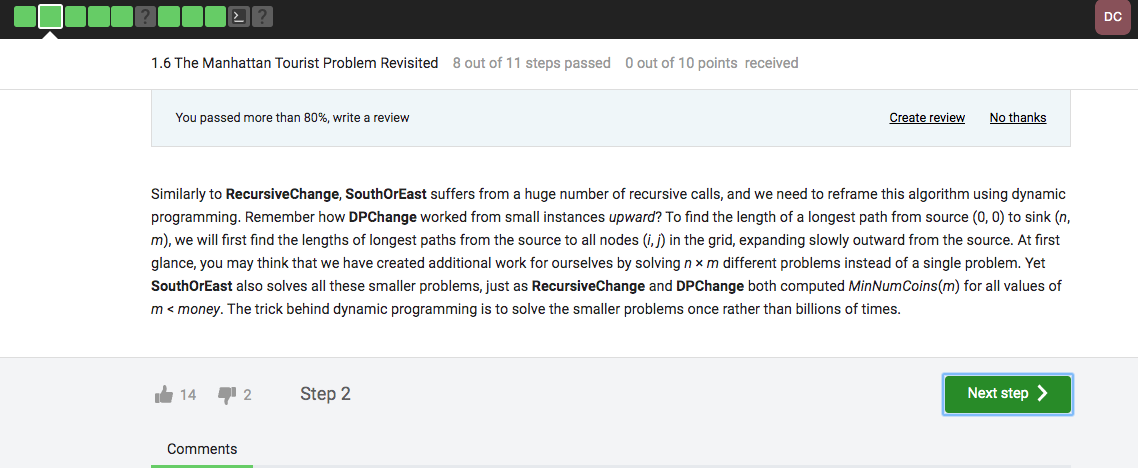 ?
>_
?
DC
1.6 The Manhattan Tourist Problem Revisited 8 out of 11 steps passed 0 out of 10 points received
You passed more than 80%, write a review Create review No thanks
Similarly to RecursiveChange, SouthOrEast suffers from a huge number of recursive calls, and we need to reframe this algorithm using dynamic
programming. Remember how DPChange worked from small instances upward? To find the length of a longest path from source (0, 0) to sink (n,
m), we will first find the lengths of longest paths from the source to all nodes (i, j) in the grid, expanding slowly outward from the source. At first
glance, you may think that we have created additional work for ourselves by solving n × m different problems instead of a single problem. Yet
SouthOrEast also solves all these smaller problems, just as RecursiveChange and DPChange both computed MinNumCoins(m) for all values of
m < money. The trick behind dynamic programming is to solve the smaller problems once rather than billions of times.
14 2 Step 2 Next step
Comments